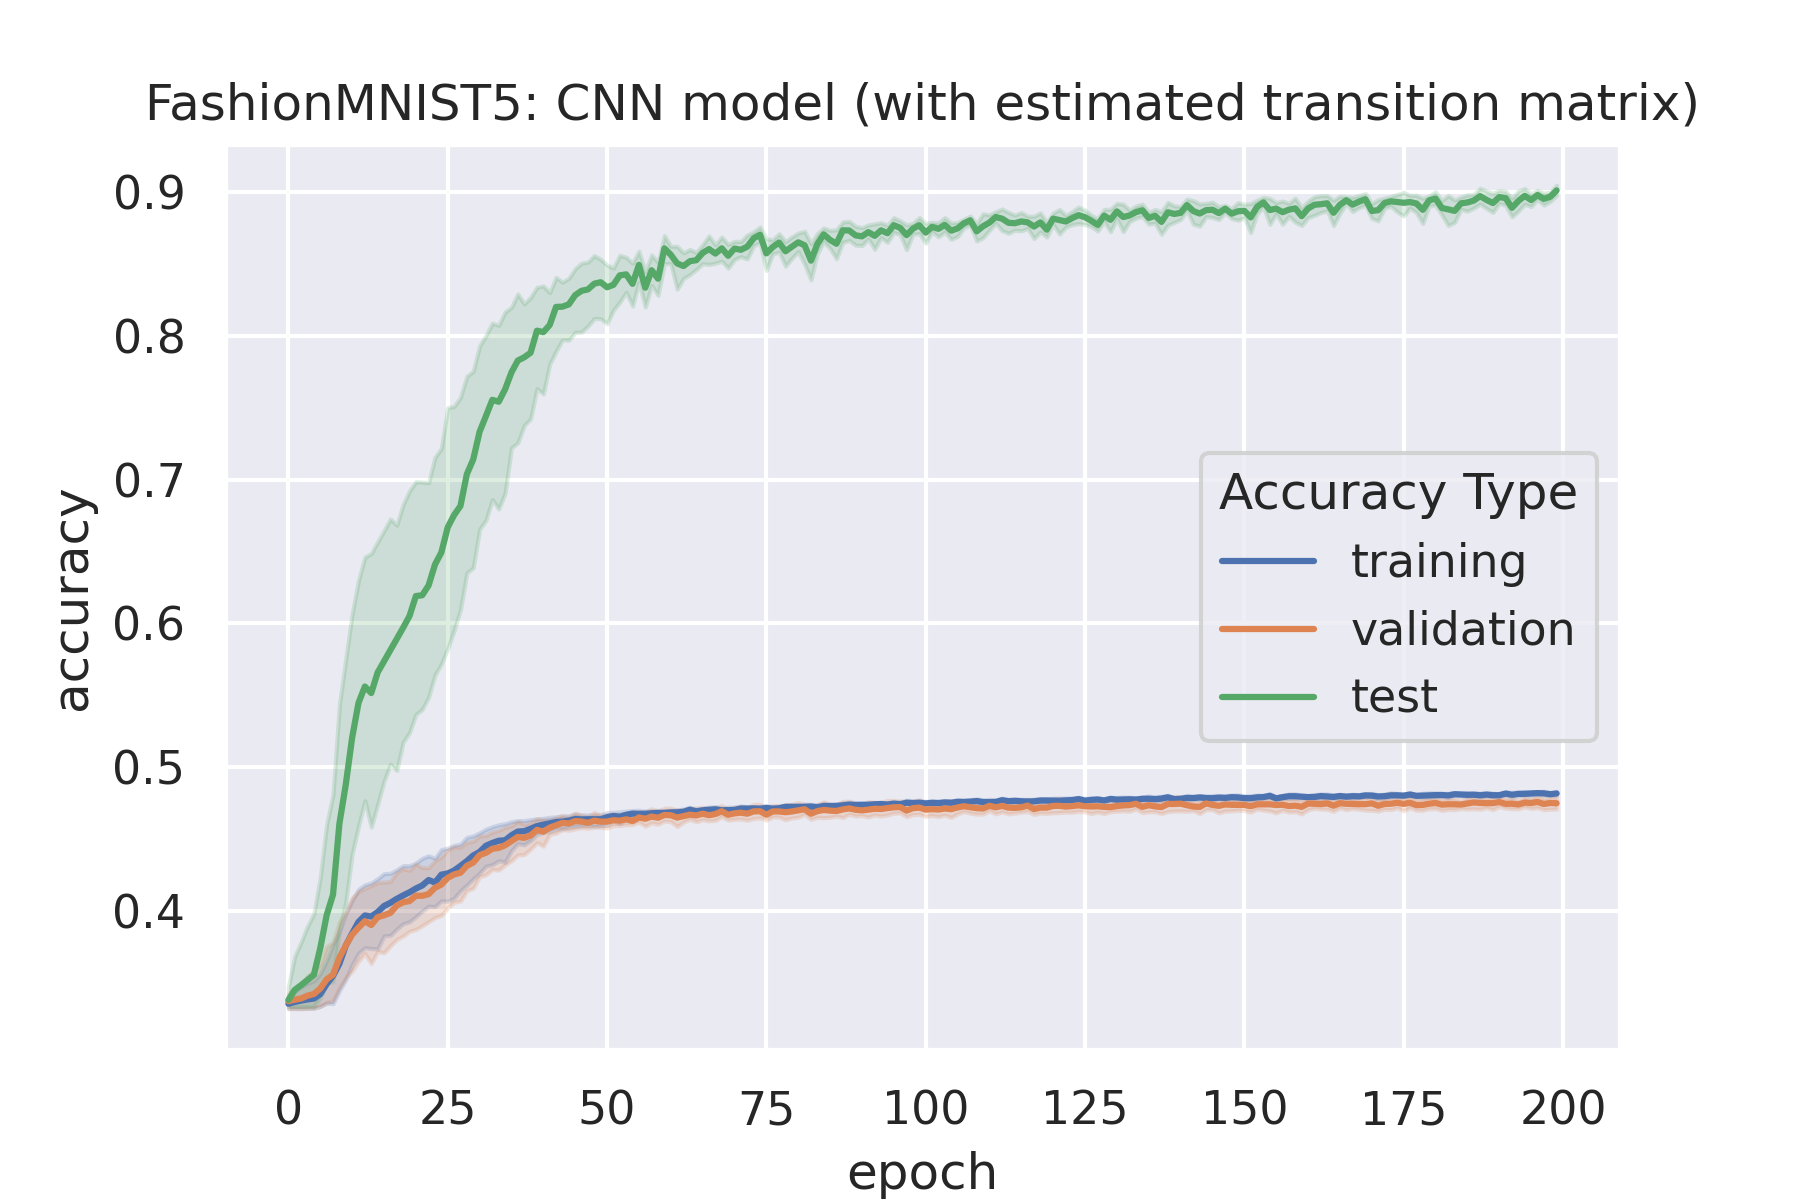 FashionMNIST5: CNN model (with estimated transition matrix)
accuracy
0.9
0.8
0.7
0.6
0.5
0.4
Accuracy Type
training
validation
test
0 25 50 75 100 125 150 175 200
epoch